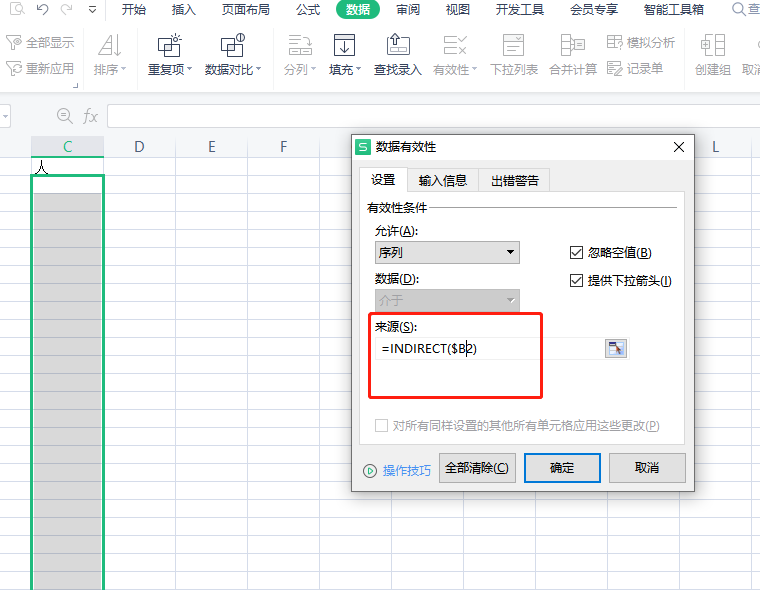 开始 插入 页面布局 公式 数据 审阅 视图 开发工具 会员专享 智能工具箱 查
全部显示 重新应用 排序 重复项 数据对比 分列 填充 查找录入 有效性 下拉列表 合并计算 模拟分析 记录单 创建组 取消
fx
C D E F L
人
S 数据有效性
设置 输入信息 出错警告
有效性条件
允许(A):
序列 忽略空值(B)
数据(D): 提供下拉箭头(I)
介于
来源(S):
=INDIRECT($B2)
对所有同样设置的其他所有单元格应用这些更改(P)
操作技巧 全部清除(C) 确定 取消